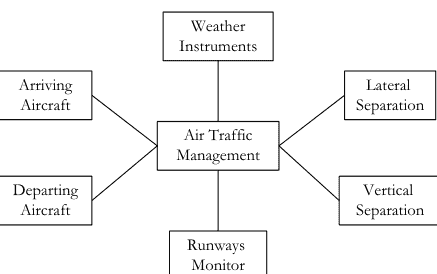 Weather
Instruments
Arriving
Aircraft
Lateral
Separation
Air Traffic
Management
Departing
Aircraft
Vertical
Separation
Runways
Monitor